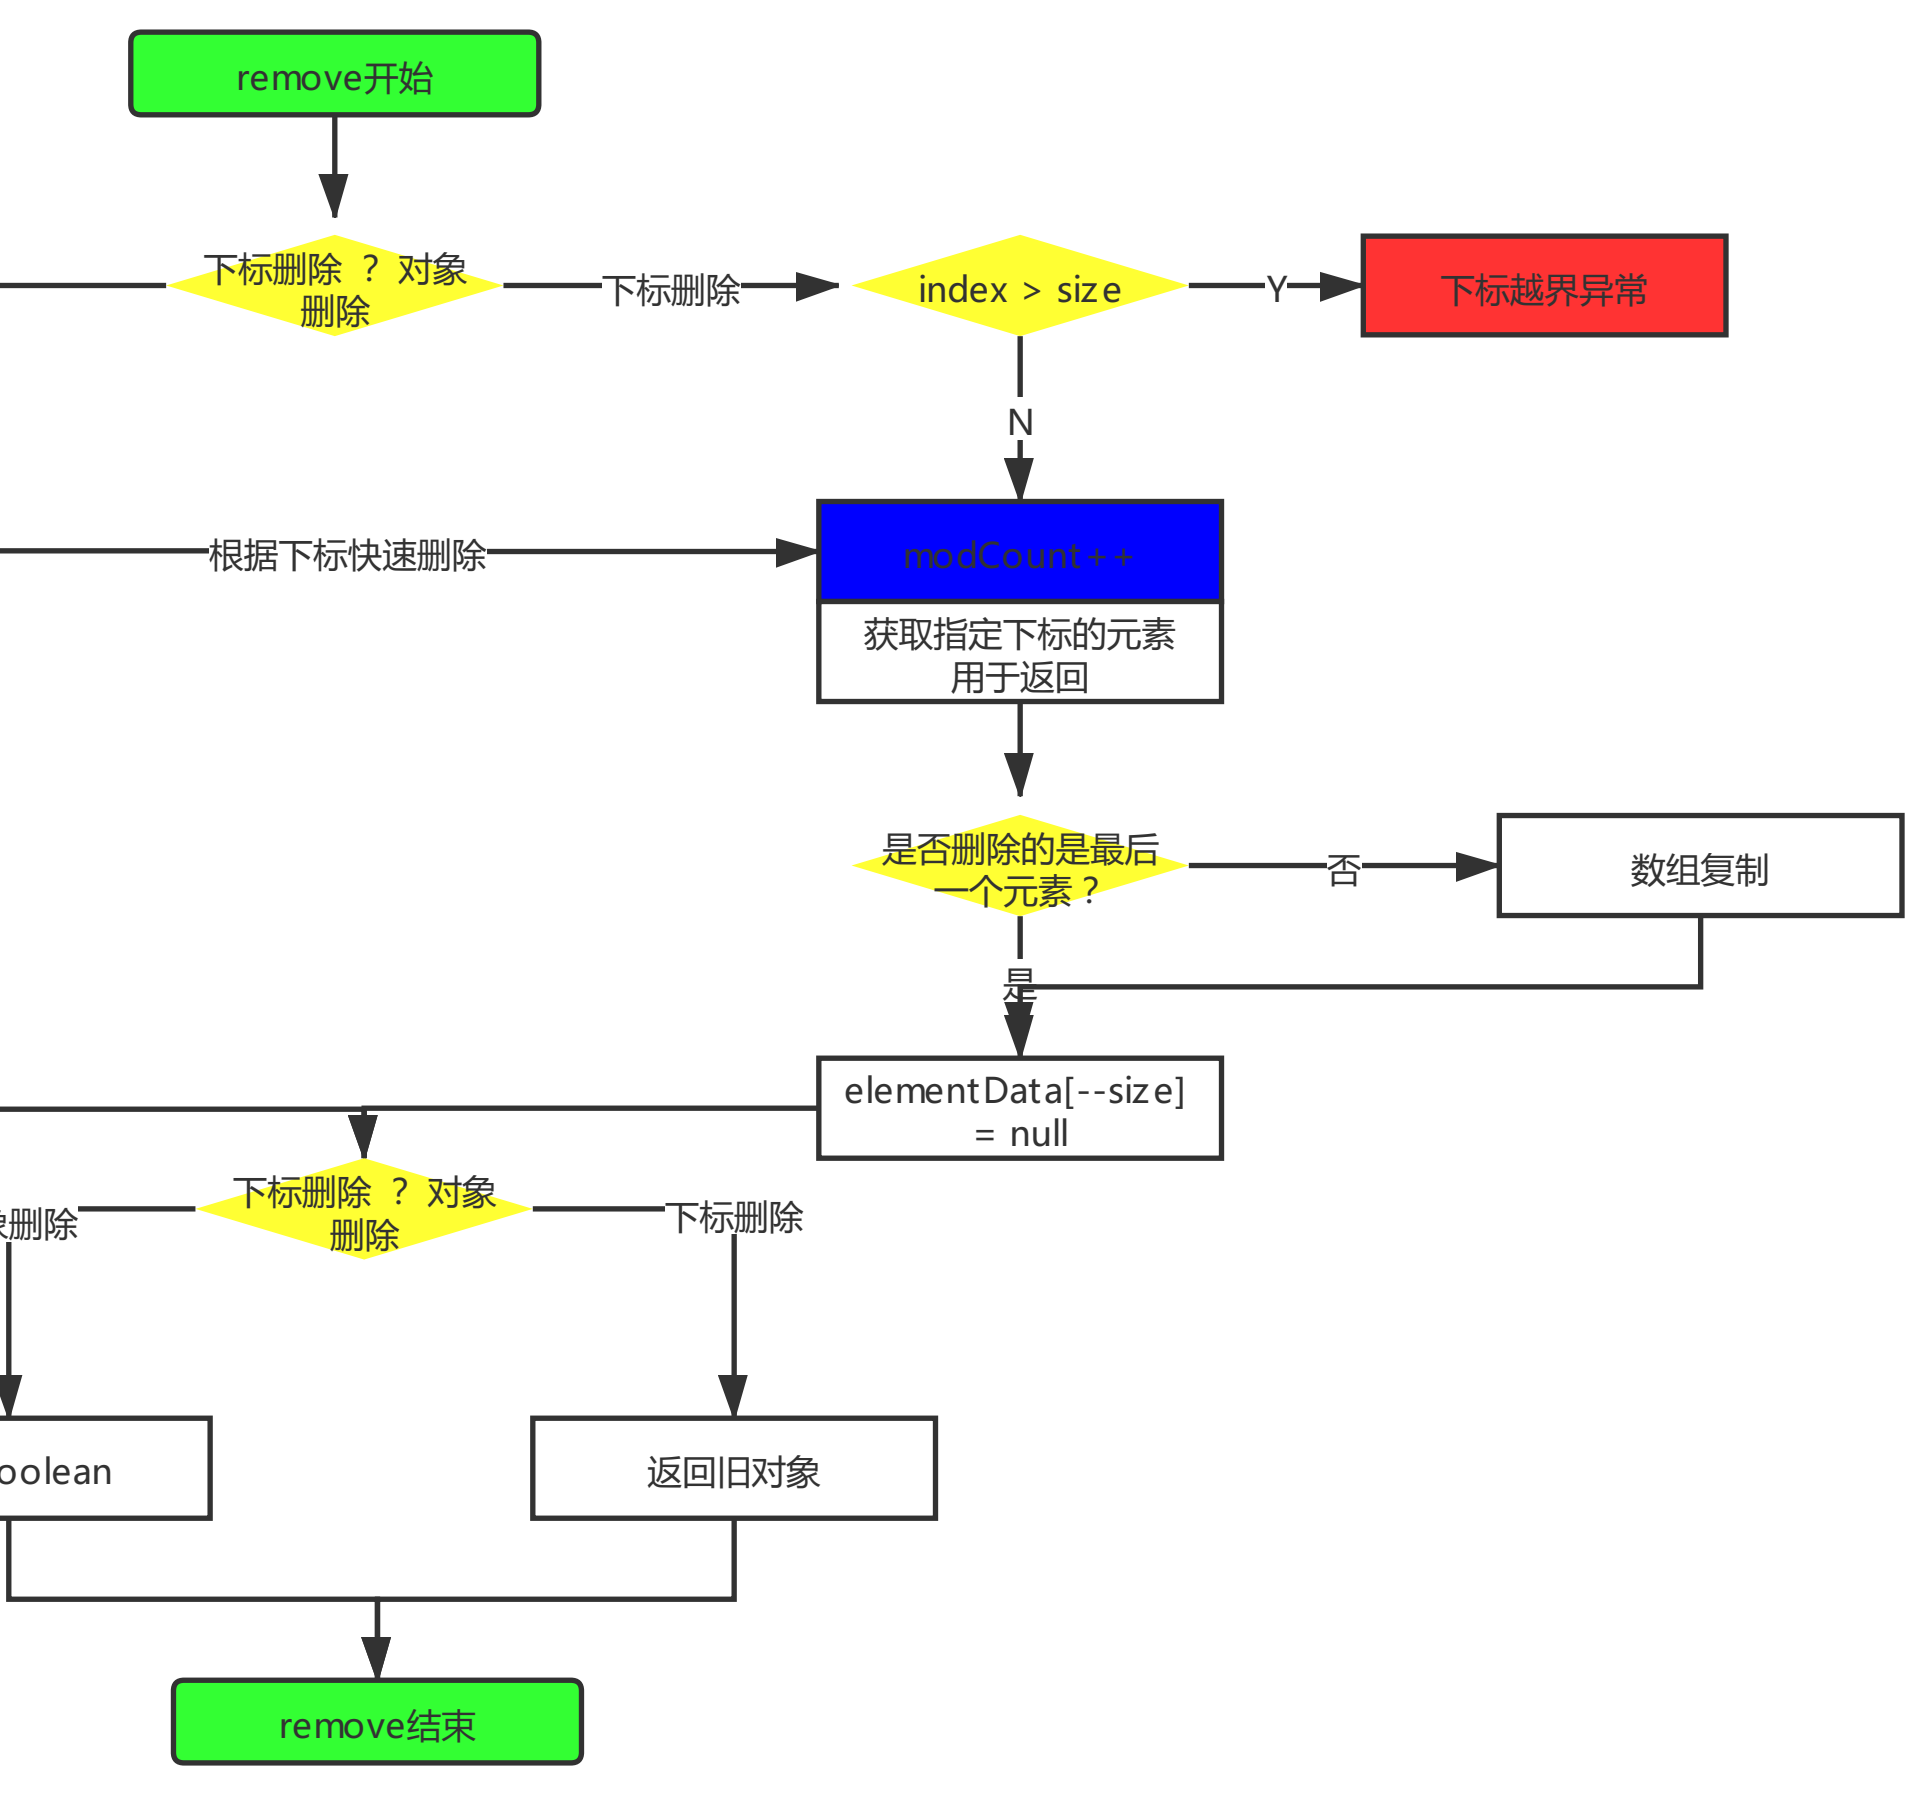 remove开始
下标删除 ？ 对象
删除
下标删除
index > size
Y
下标越界异常
N
根据下标快速删除
modCount++
获取指定下标的元素
用于返回
是否删除的是最后
一个元素？
否
数组复制
是
elementData[--size]
= null
下标删除 ？ 对象
删除
删除
下标删除
oolean
返回旧对象
remove结束